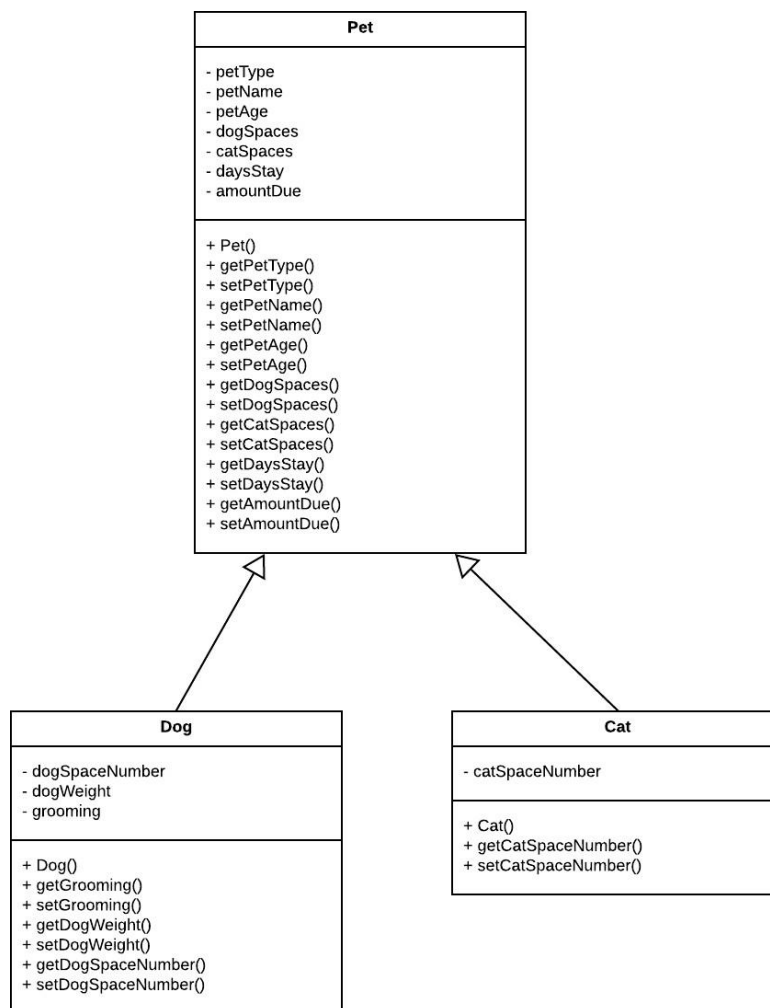 Pet
- petType
- petName
- petAge
- dogSpaces
- catSpaces
- daysStay
- amountDue
+ Pet()
+ getPetType()
+ setPetType()
+ getPetName()
+ setPetName()
+ getPetAge()
+ setPetAge()
+ getDogSpaces()
+ setDogSpaces()
+ getCatSpaces()
+ setCatSpaces()
+ getDaysStay()
+ setDaysStay()
+ getAmountDue()
+ setAmountDue()
Dog
- dogSpaceNumber
- dogWeight
- grooming
+ Dog()
+ getGrooming()
+ setGrooming()
+ getDogWeight()
+ setDogWeight()
+ getDogSpaceNumber()
+ setDogSpaceNumber()
Cat
- catSpaceNumber
+ Cat()
+ getCatSpaceNumber()
+ setCatSpaceNumber()